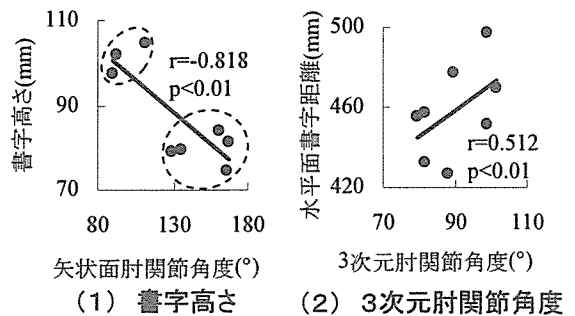 書字高さ(mm)
110
90
70
80
130
180
r=-0.818
p<0.01
矢状面肘関節角度(°)
(1) 書字高さ
水平面書字距離(mm)
500
460
420
70
90
110
r=0.512
p<0.01
3次元肘関節角度(°)
(2) 3次元肘関節角度